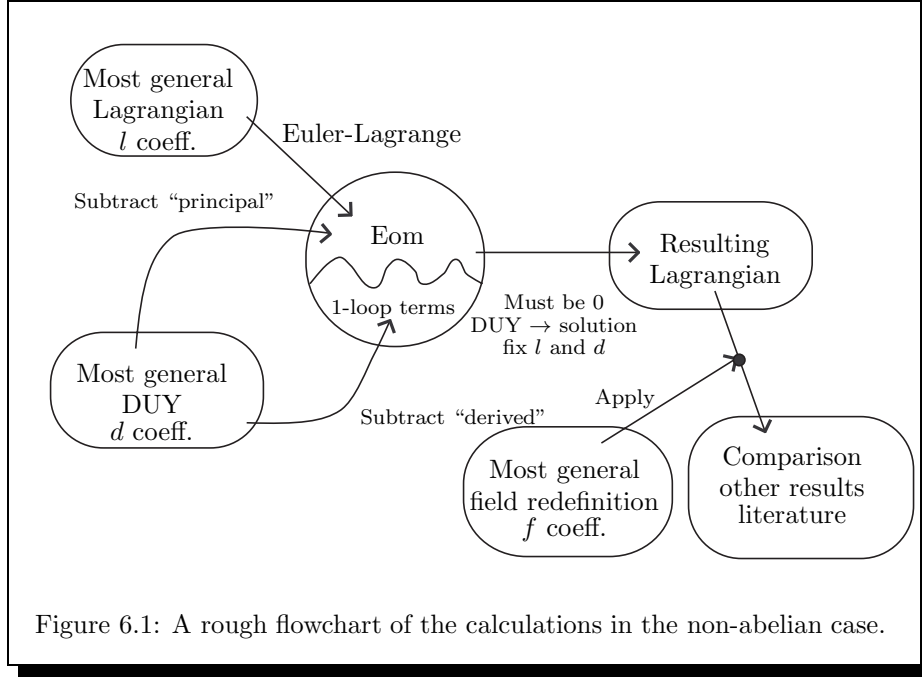 Most general
Lagrangian
l coeff.
Euler-Lagrange
Subtract “principal”
Eom
1-loop terms
Resulting
Lagrangian
Must be 0
DUY → solution
fix l and d
Most general
DUY
d coeff.
Subtract “derived”
Apply
Most general
field redefinition
f coeff.
Comparison
other results
literature
Figure 6.1: A rough flowchart of the calculations in the non-abelian case.